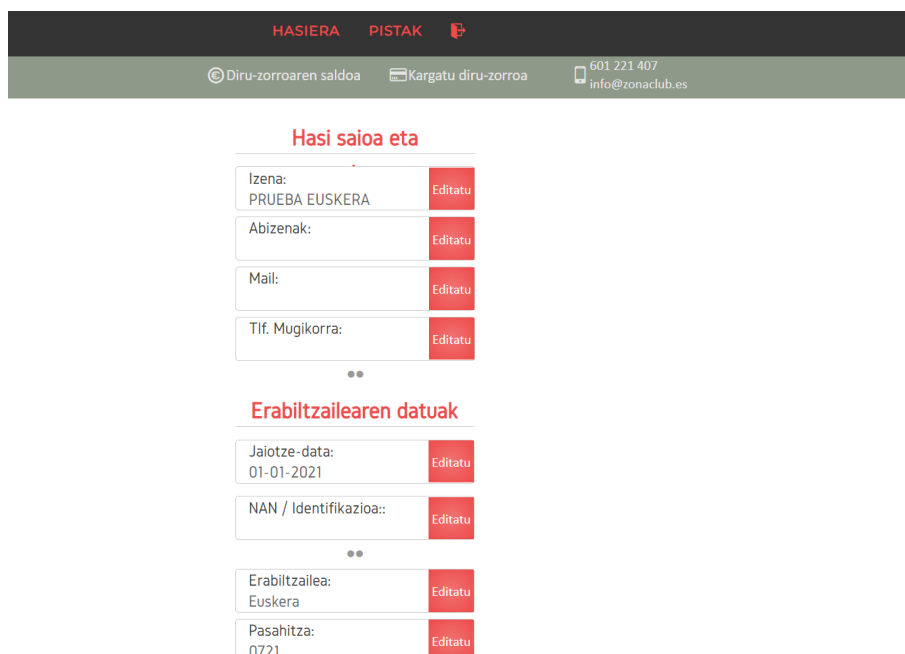 HASIERA PISTAK
Diru-zorroaren saldoa Kargatu diru-zorroa 601 221 407
info@zonaclub.es
Hasi saioa eta
Izena:
PRUEBA EUSKERA
Editatu
Abizenak:
Editatu
Mail:
Editatu
Tlf. Mugikorra:
Editatu
Erabiltzailearen datuak
Jaiotze-data:
01-01-2021
Editatu
NAN / Identifikazioa::
Editatu
Erabiltzailea:
Euskera
Editatu
Pasahitza:
0721
Editatu